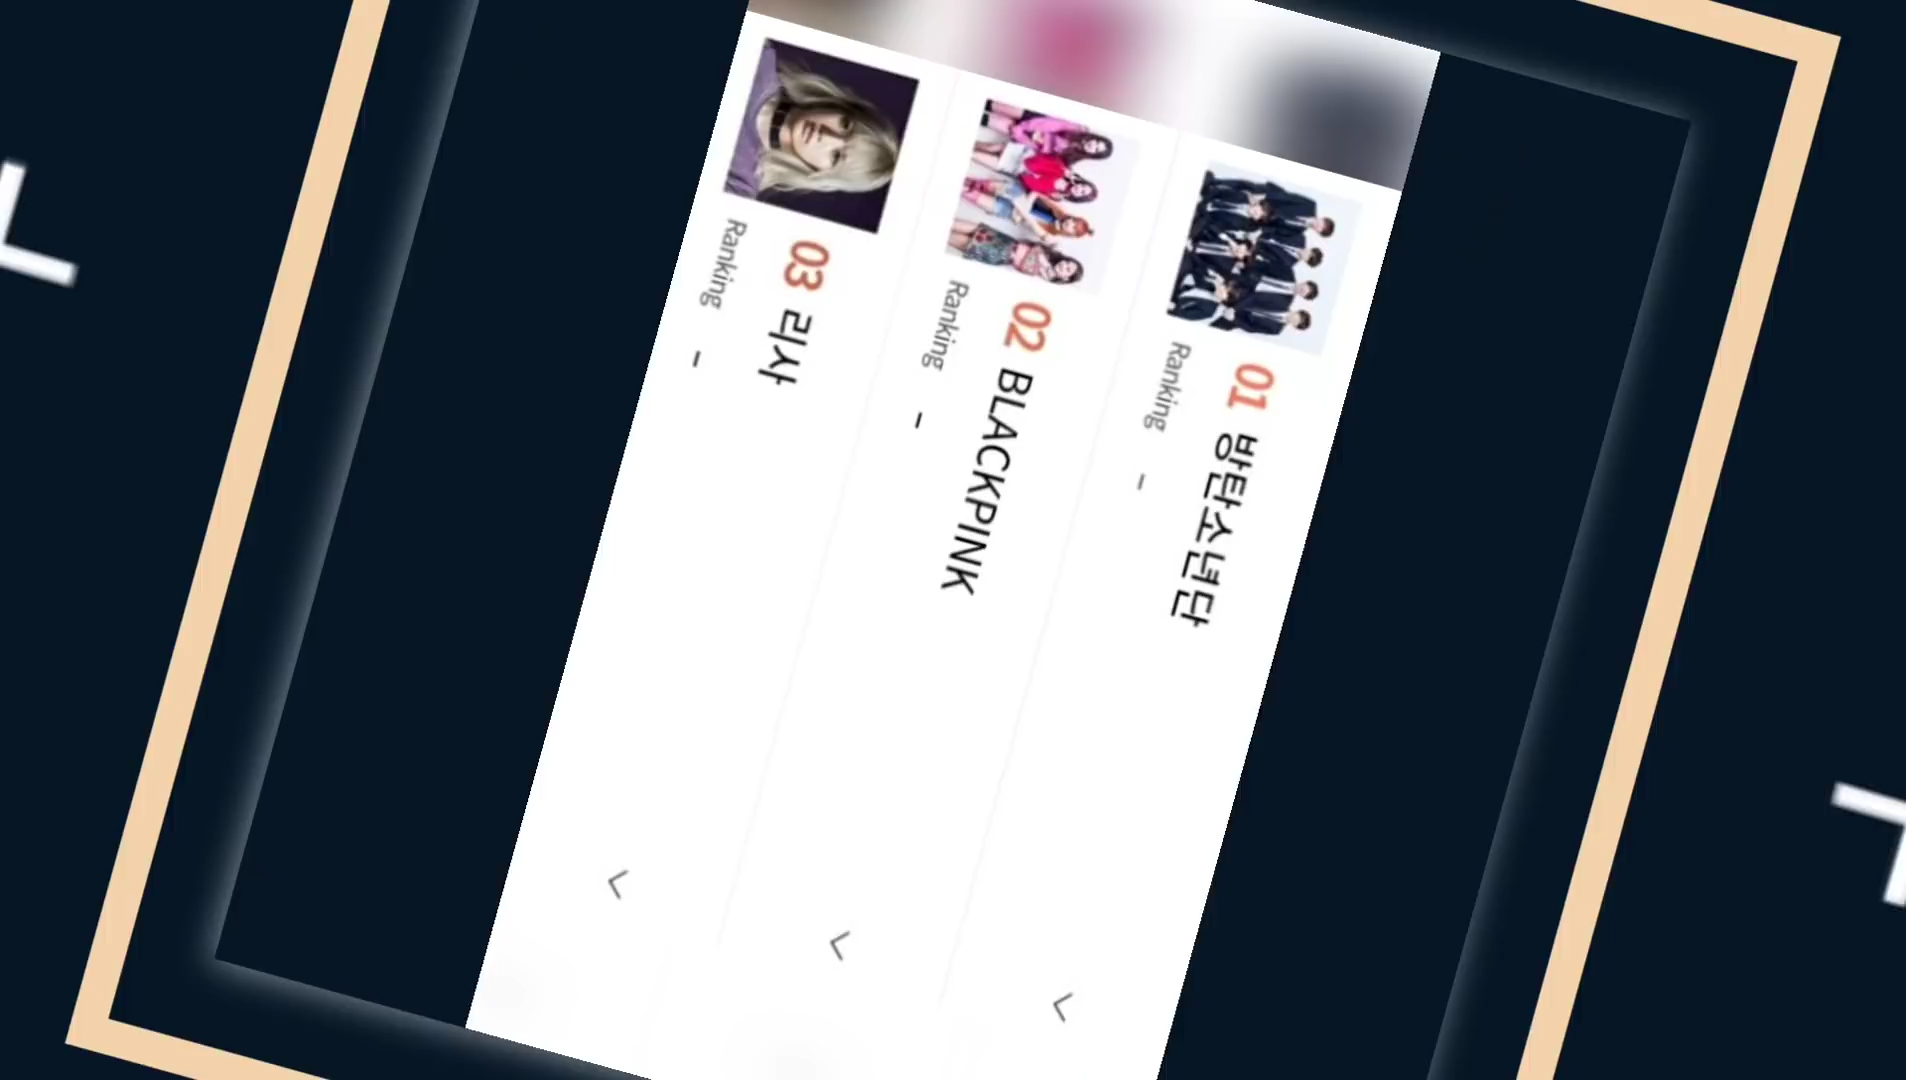 01 방탄소년단
Ranking -
02 BLACKPINK
Ranking -
03 리사
Ranking -